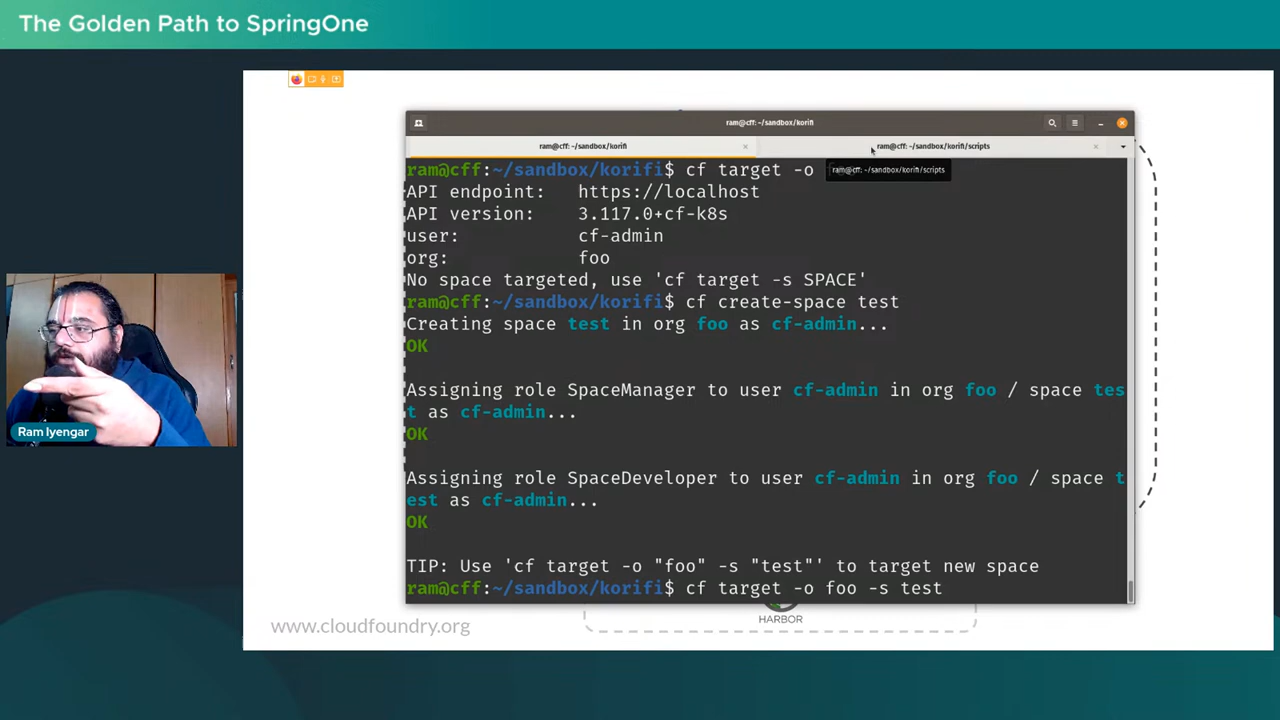 The Golden Path to SpringOne
ram@cff: ~/sandbox/korifi
ram@cff: ~/sandbox/korifi
ram@cff: ~/sandbox/korifi/scripts
ram@cff:~/sandbox/korifi$ cf target -o
ram@cff: ~/sandbox/korifi/scripts
API endpoint: https://localhost
API version: 3.117.0+cf-k8s
user: cf-admin
org: foo
No space targeted, use 'cf target -s SPACE'
ram@cff:~/sandbox/korifi$ cf create-space test
Creating space test in org foo as cf-admin...
OK
Assigning role SpaceManager to user cf-admin in org foo / space tes
t as cf-admin...
OK
Assigning role SpaceDeveloper to user cf-admin in org foo / space t
est as cf-admin...
OK
TIP: Use 'cf target -o "foo" -s "test"' to target new space
ram@cff:~/sandbox/korifi$ cf target -o foo -s test
Ram Iyengar
HARBOR
www.cloudfoundry.org